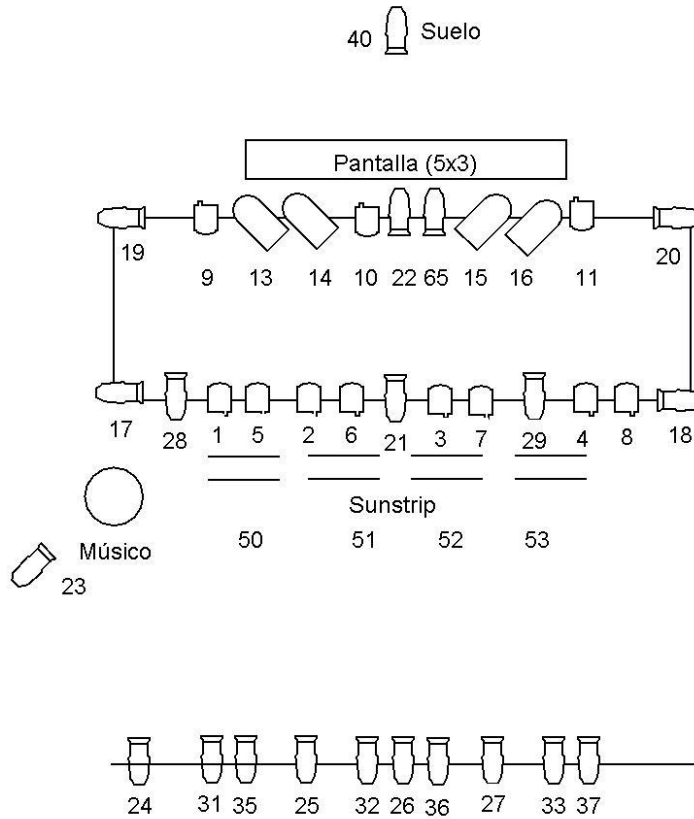 40 Suelo
Pantalla (5x3)
19 9 13 14 10 22 65 15 16 11 20
17 28 1 5 2 6 21 3 7 29 4 8 18
Sunstrip
50 51 52 53
Músico
23
24 31 35 25 32 26 36 27 33 37